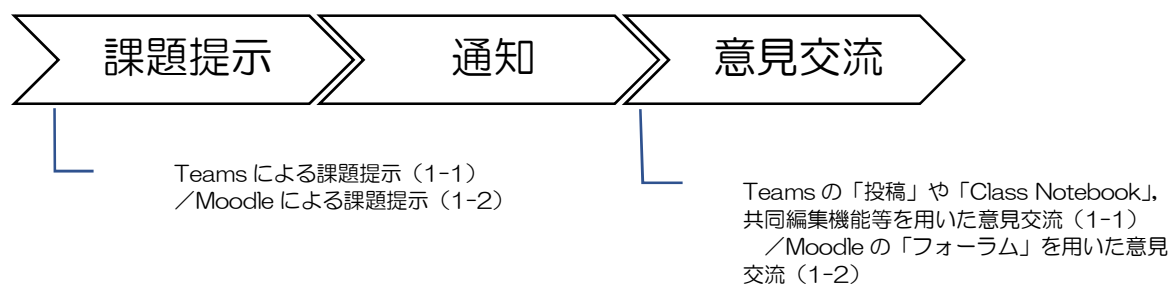 課題提示
通知
意見交流
Teams による課題提示（1-1）
／Moodle による課題提示（1-2）
Teams の「投稿」や「Class Notebook」，
共同編集機能等を用いた意見交流（1-1）
／Moodle の「フォーラム」を用いた意見
交流（1-2）